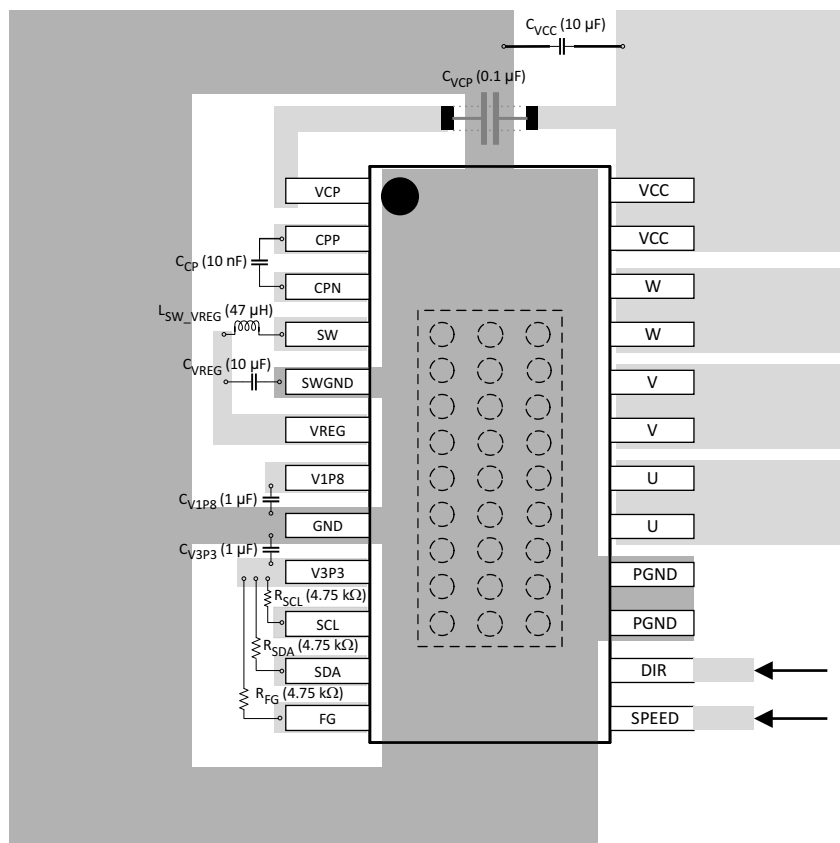 C_VCC (10 µF)
C_VCP (0.1 µF)
VCP
VCC
CPP
VCC
C_CP (10 nF)
CPN
W
L_SW_VREG (47 µH)
SW
W
C_VREG (10 µF)
SWGND
V
VREG
V
V1P8
U
C_V1P8 (1 µF)
GND
U
C_V3P3 (1 µF)
V3P3
PGND
R_SCL (4.75 kΩ)
SCL
PGND
R_SDA (4.75 kΩ)
SDA
DIR
R_FG (4.75 kΩ)
FG
SPEED